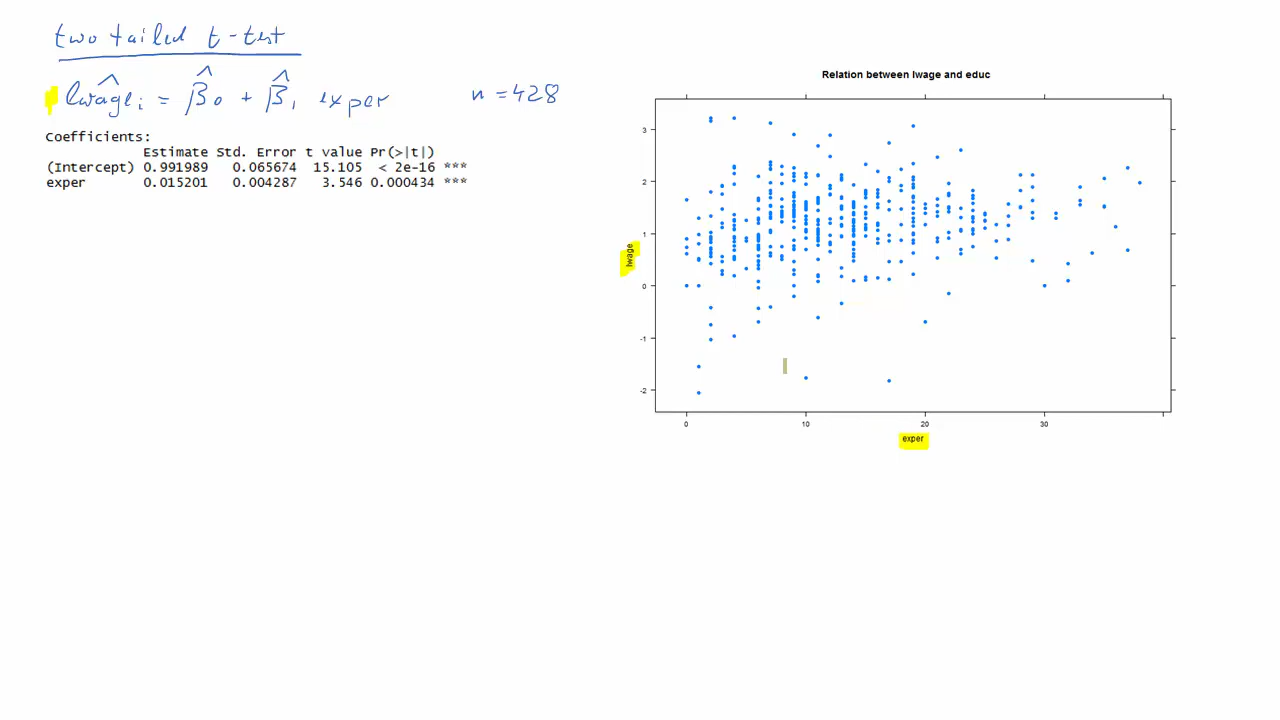 two tailed t-test
lwagê i = β̂0 + β̂1 exper n = 428
Coefficients:
Estimate Std. Error t value Pr(>|t|)
(Intercept) 0.991989 0.065674 15.105 < 2e-16 ***
exper 0.015201 0.004287 3.546 0.000434 ***
Relation between lwage and educ
3
2
1
0
-1
-2
lwage
0 10 20 30
exper